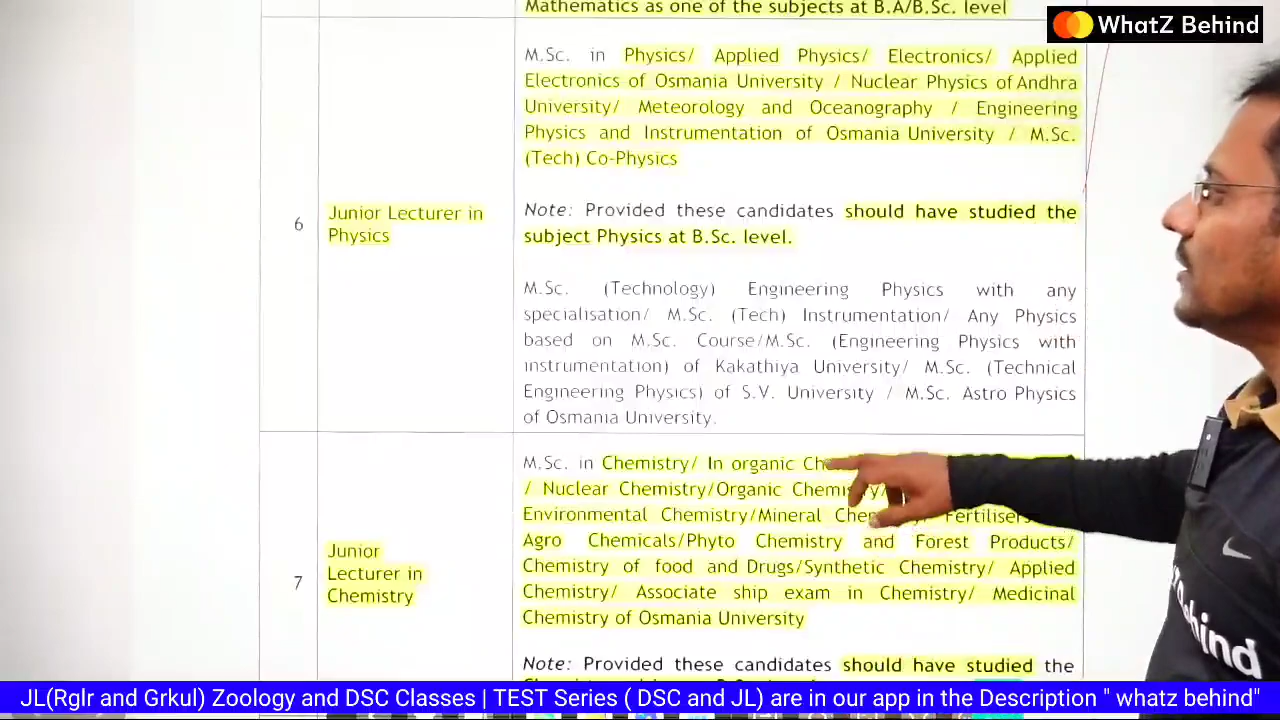 Mathematics as one of the subjects at B.A/B.Sc. level
WhatZ Behind
M.Sc. in Physics/ Applied Physics/ Electronics/ Applied
Electronics of Osmania University / Nuclear Physics of Andhra
University/ Meteorology and Oceanography / Engineering
Physics and Instrumentation of Osmania University / M.Sc.
(Tech) Co-Physics
6
Junior Lecturer in
Physics
Note: Provided these candidates should have studied the
subject Physics at B.Sc. level.
M.Sc. (Technology) Engineering Physics with any
specialisation/ M.Sc. (Tech) Instrumentation/ Any Physics
based on M.Sc. Course/M.Sc. (Engineering Physics with
instrumentation) of Kakathiya University/ M.Sc. (Technical
Engineering Physics) of S.V. University / M.Sc. Astro Physics
of Osmania University.
7
Junior
Lecturer in
Chemistry
M.Sc. in Chemistry/ In organic
/ Nuclear Chemistry/Organic Chemistry/
Environmental Chemistry/Mineral Fertilisers
Agro Chemicals/Phyto Chemistry and Forest Products/
Chemistry of food and Drugs/Synthetic Chemistry/ Applied
Chemistry/ Associate ship exam in Chemistry/ Medicinal
Chemistry of Osmania University
Note: Provided these candidates should have studied the
Behind
JL(Rglr and Grkul) Zoology and DSC Classes | TEST Series ( DSC and JL) are in our app in the Description " whatz behind"